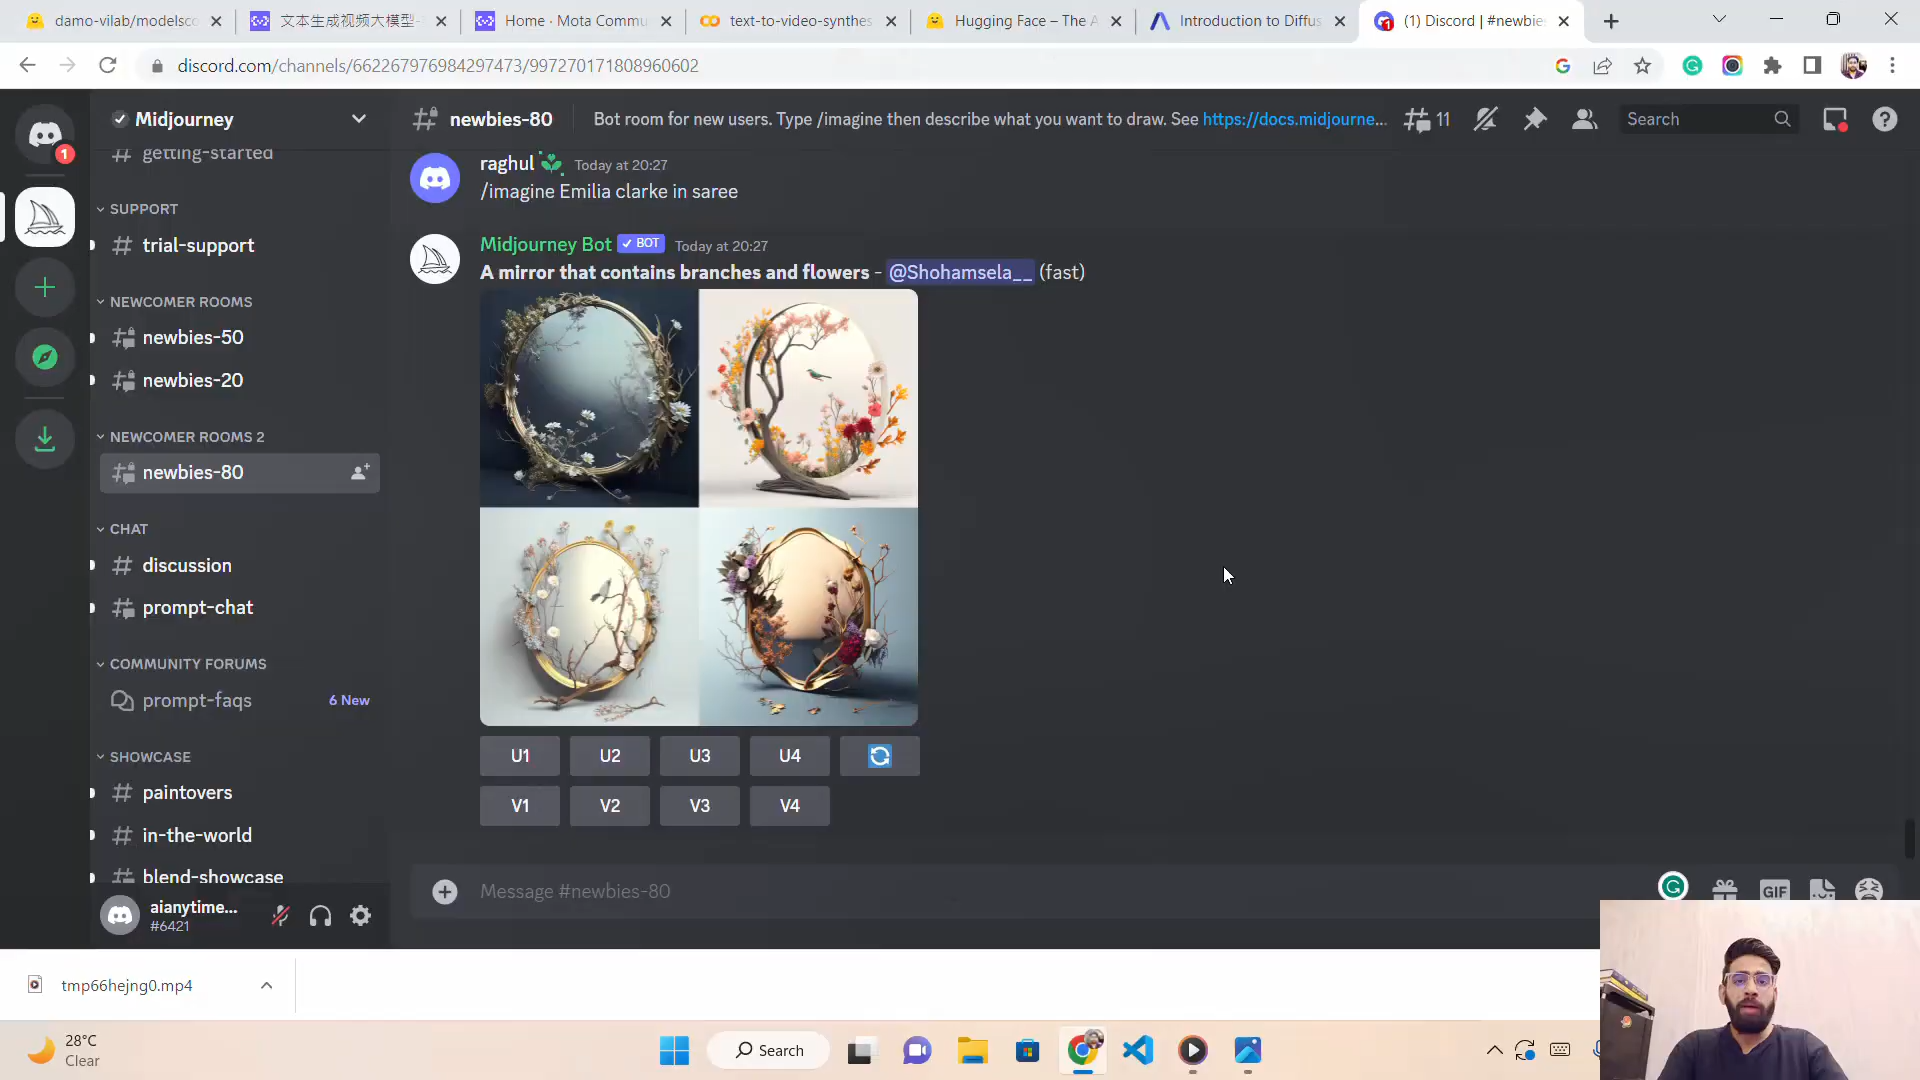 damo-vilab/modelsc
文本生成视频大模型-
Home · Mota Commu
text-to-video-synthes
Hugging Face – The A
Introduction to Diffus
(1) Discord | #newbie
discord.com/channels/662267976984297473/997270171808960602
1
Midjourney
getting-started
SUPPORT
trial-support
NEWCOMER ROOMS
newbies-50
newbies-20
NEWCOMER ROOMS 2
newbies-80
CHAT
discussion
prompt-chat
COMMUNITY FORUMS
prompt-faqs
6 New
SHOWCASE
paintovers
in-the-world
blend-showcase
aianytime...
#6421
newbies-80
Bot room for new users. Type /imagine then describe what you want to draw. See https://docs.midjourne...
11
Search
raghul Today at 20:27
/imagine Emilia clarke in saree
Midjourney Bot BOT Today at 20:27
A mirror that contains branches and flowers - @Shohamsela__ (fast)
U1 U2 U3 U4
V1 V2 V3 V4
Message #newbies-80
GIF
tmp66hejng0.mp4
28°C
Clear
Search